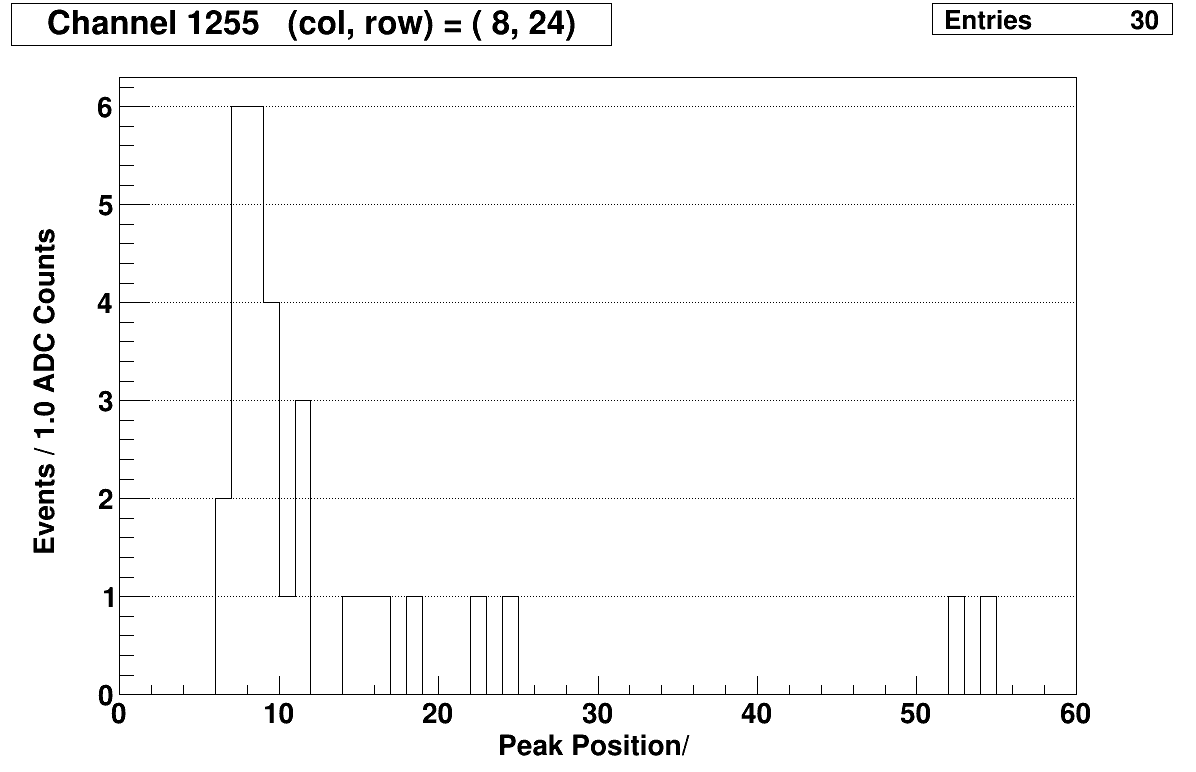 Channel 1255 (col, row) = ( 8, 24)
Entries 30
Events / 1.0 ADC Counts
6
5
4
3
2
1
0
0 10 20 30 40 50 60
Peak Position/